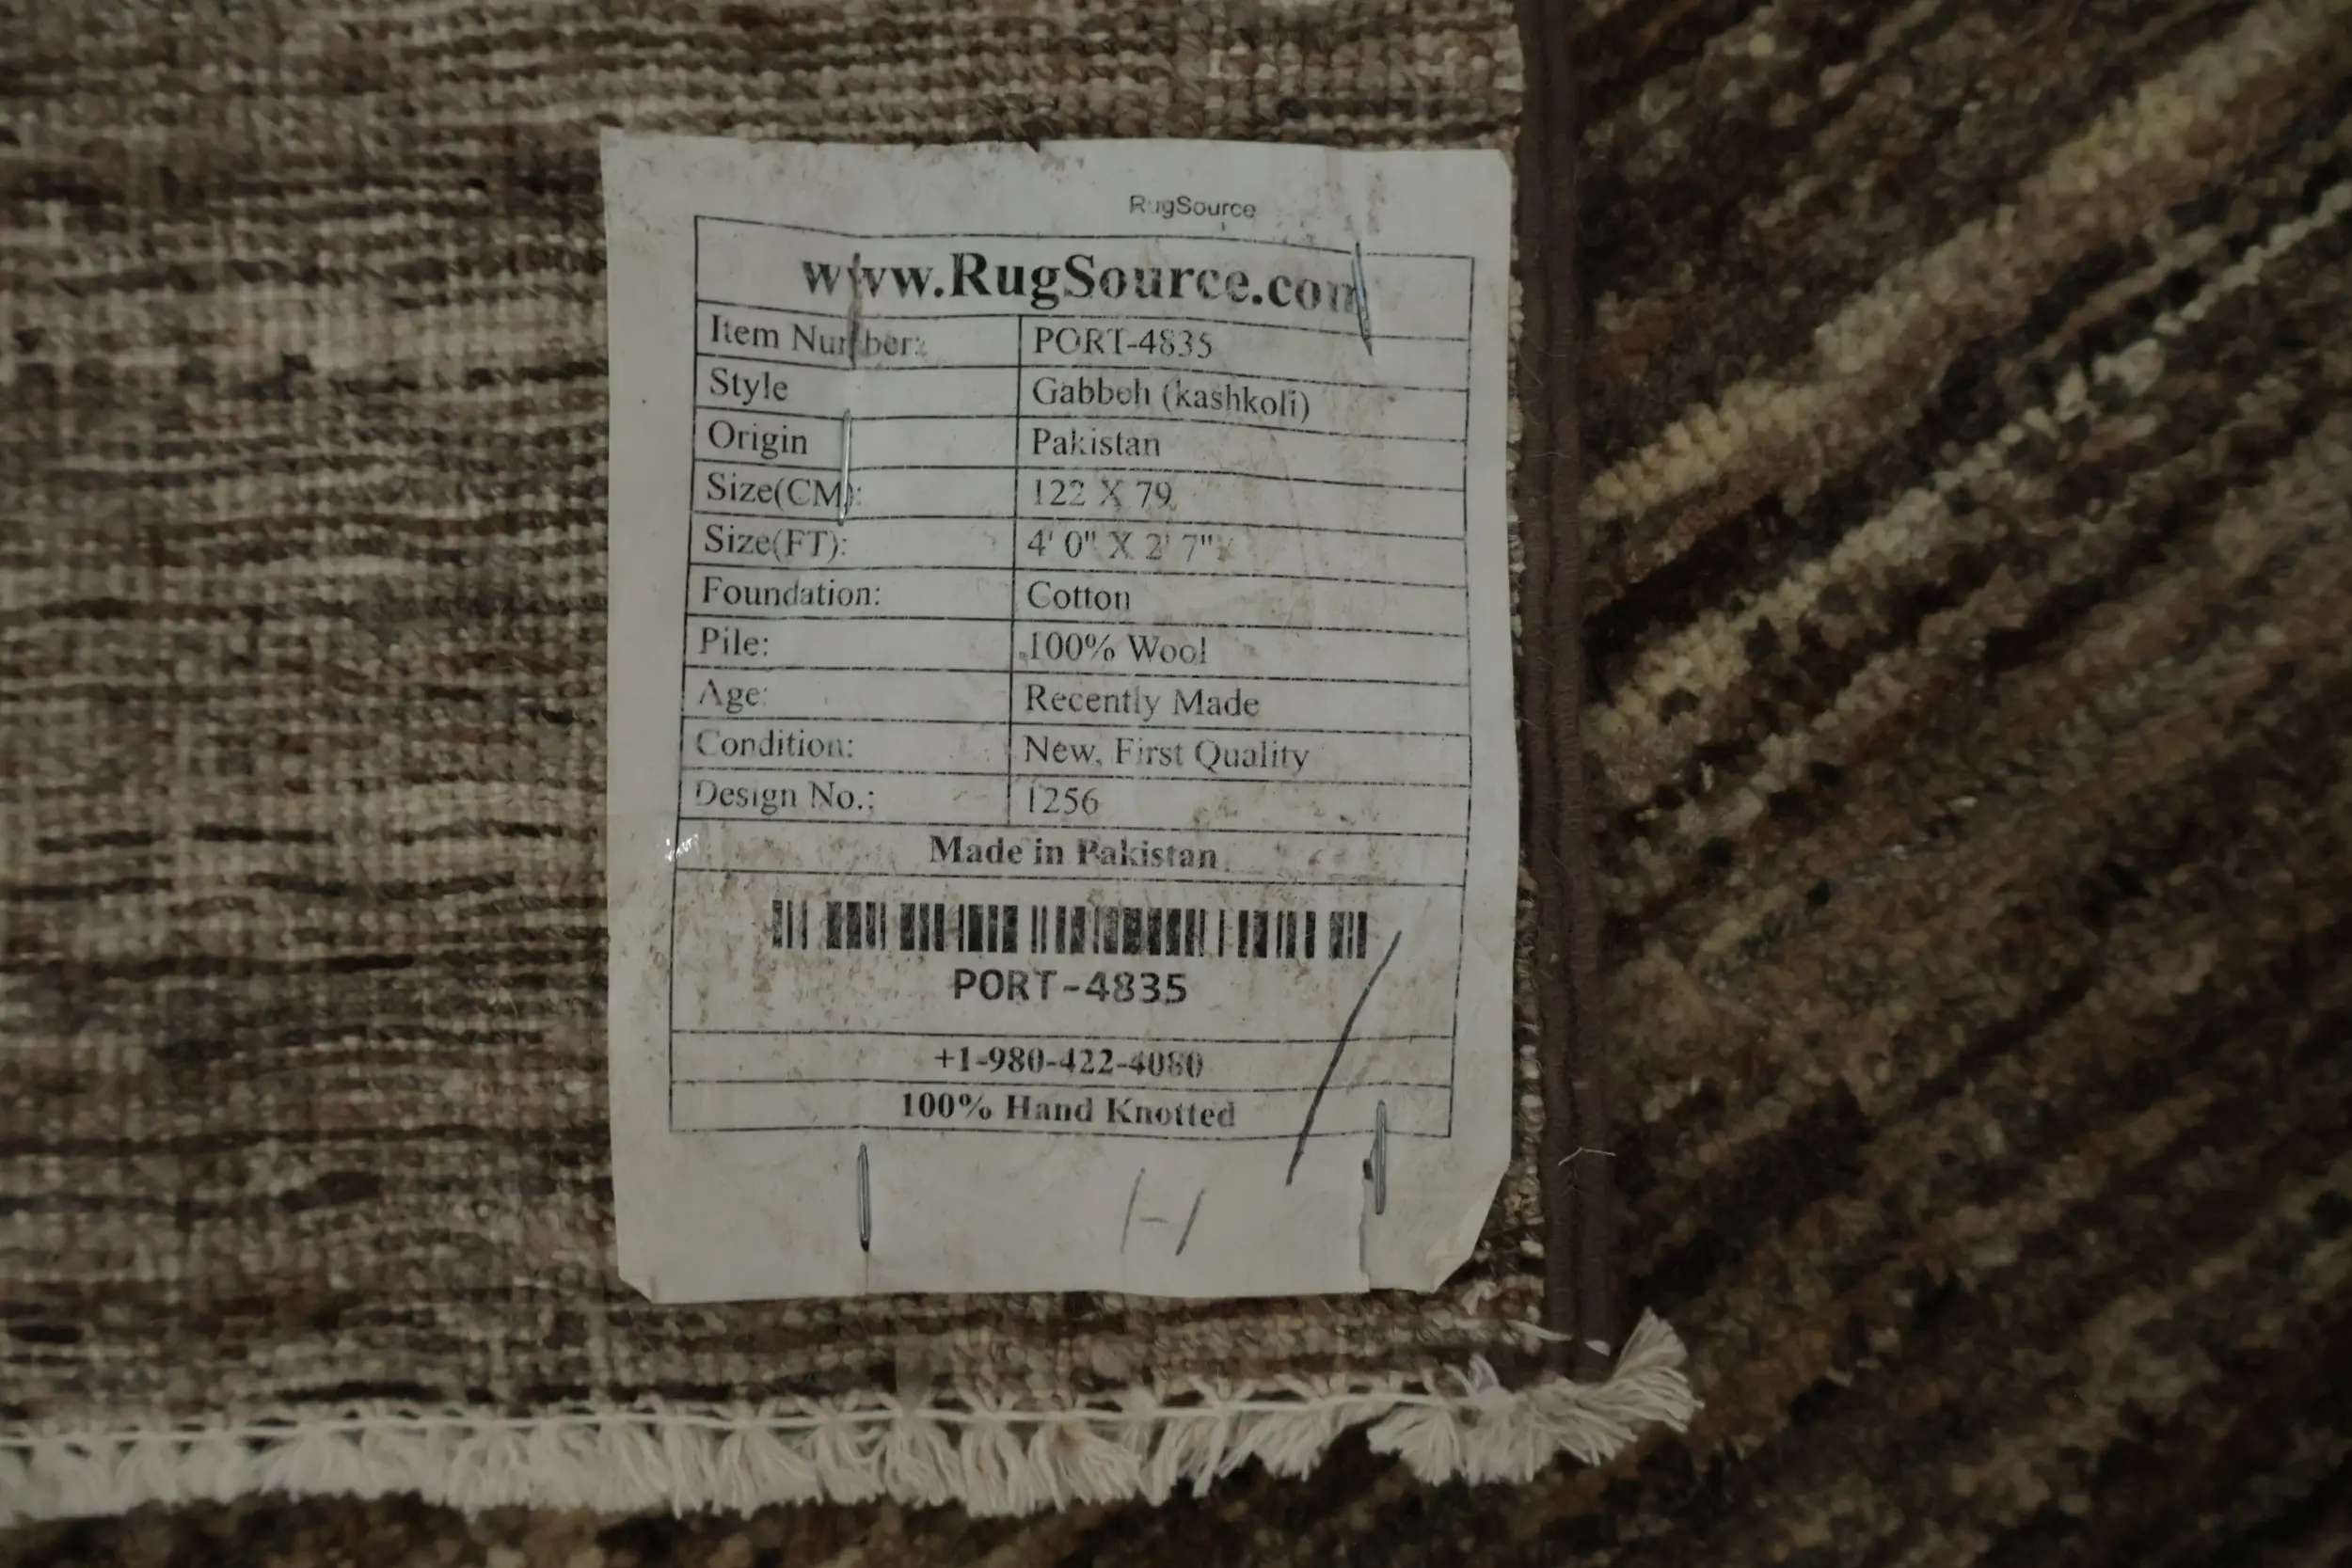 RugSource
www.RugSource.com
Item Number: PORT-4835
Style Gabbeh (kashkoli)
Origin Pakistan
Size(CM): 122 X 79
Size(FT): 4' 0" X 2' 7"
Foundation: Cotton
Pile: 100% Wool
Age: Recently Made
Condition: New, First Quality
Design No.: 1256
Made in Pakistan
PORT-4835
+1-980-422-4080
100% Hand Knotted